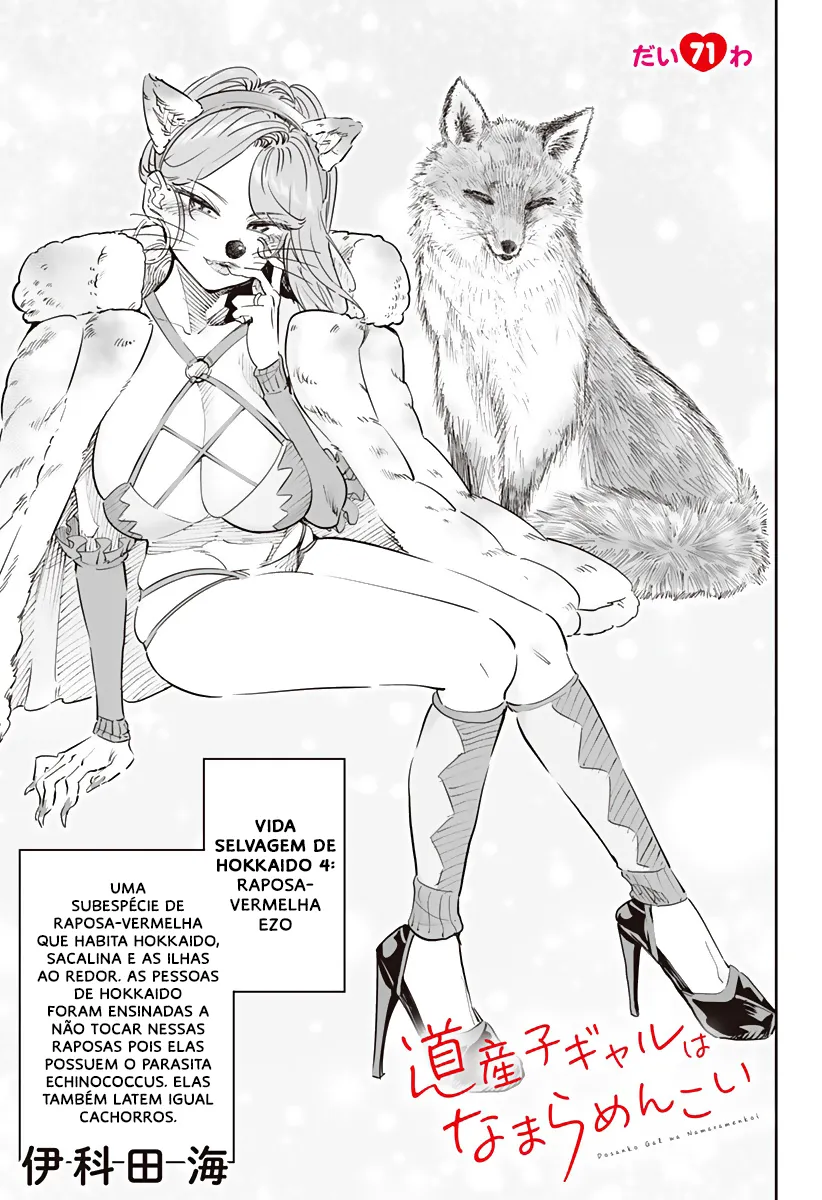 だい71わ
VIDA
SELVAGEM DE
HOKKAIDO 4:
RAPOSA-
VERMELHA
EZO
UMA
SUBESPÉCIE DE
RAPOSA-VERMELHA
QUE HABITA HOKKAIDO,
SACALINA E AS ILHAS
AO REDOR. AS PESSOAS
DE HOKKAIDO
FORAM ENSINADAS A
NÃO TOCAR NESSAS
RAPOSAS POIS ELAS
POSSUEM O PARASITA
ECHINOCOCCUS. ELAS
TAMBÉM LATEM IGUAL
CACHORROS.
道産子ギャルは
なまらめんこい
Dosanko Gal wa Namaramenkoi
伊科田海